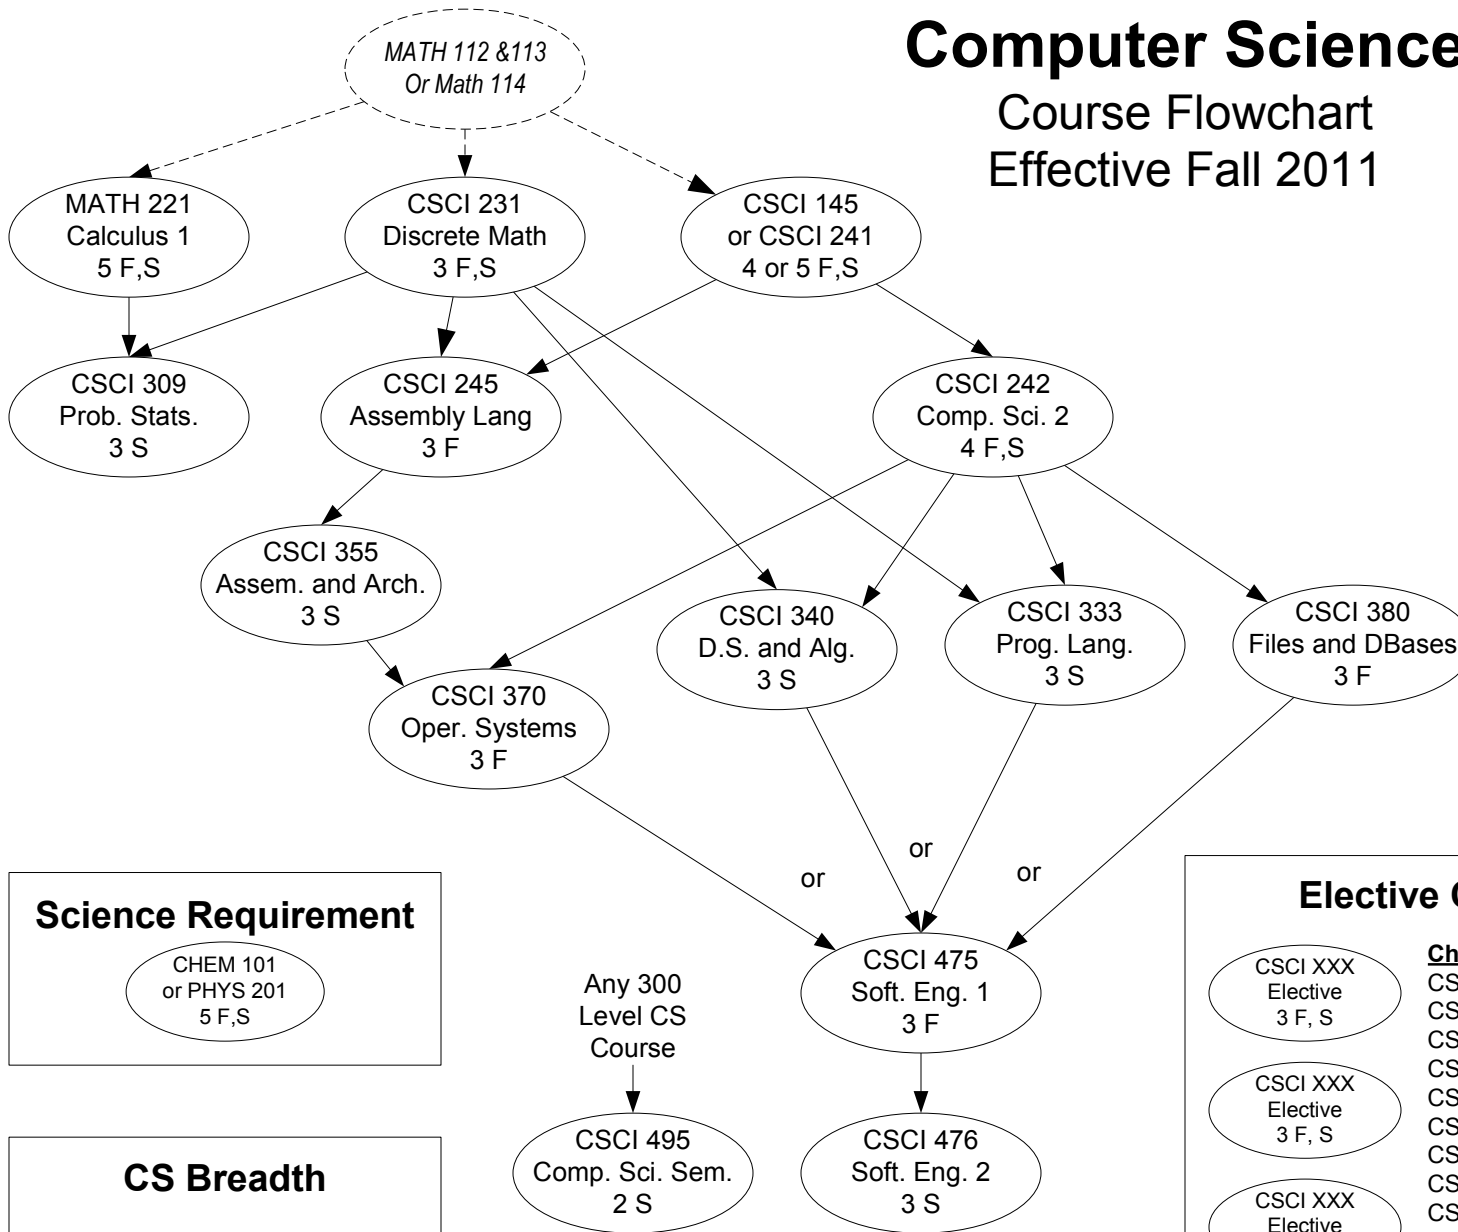 Computer Science
Course Flowchart
Effective Fall 2011
MATH 112 &113
Or Math 114
MATH 221
Calculus 1
5 F,S
CSCI 231
Discrete Math
3 F,S
CSCI 145
or CSCI 241
4 or 5 F,S
CSCI 309
Prob. Stats.
3 S
CSCI 245
Assembly Lang
3 F
CSCI 242
Comp. Sci. 2
4 F,S
CSCI 355
Assem. and Arch.
3 S
CSCI 340
D.S. and Alg.
3 S
CSCI 333
Prog. Lang.
3 S
CSCI 380
Files and DBases
3 F
CSCI 370
Oper. Systems
3 F
or
or
or
Science Requirement
CHEM 101
or PHYS 201
5 F,S
Any 300
Level CS
Course
CSCI 475
Soft. Eng. 1
3 F
CSCI 495
Comp. Sci. Sem.
2 S
CSCI 476
Soft. Eng. 2
3 S
CS Breadth
Elective
CSCI XXX
Elective
3 F, S
CSCI XXX
Elective
3 F, S
CSCI XXX
Elective